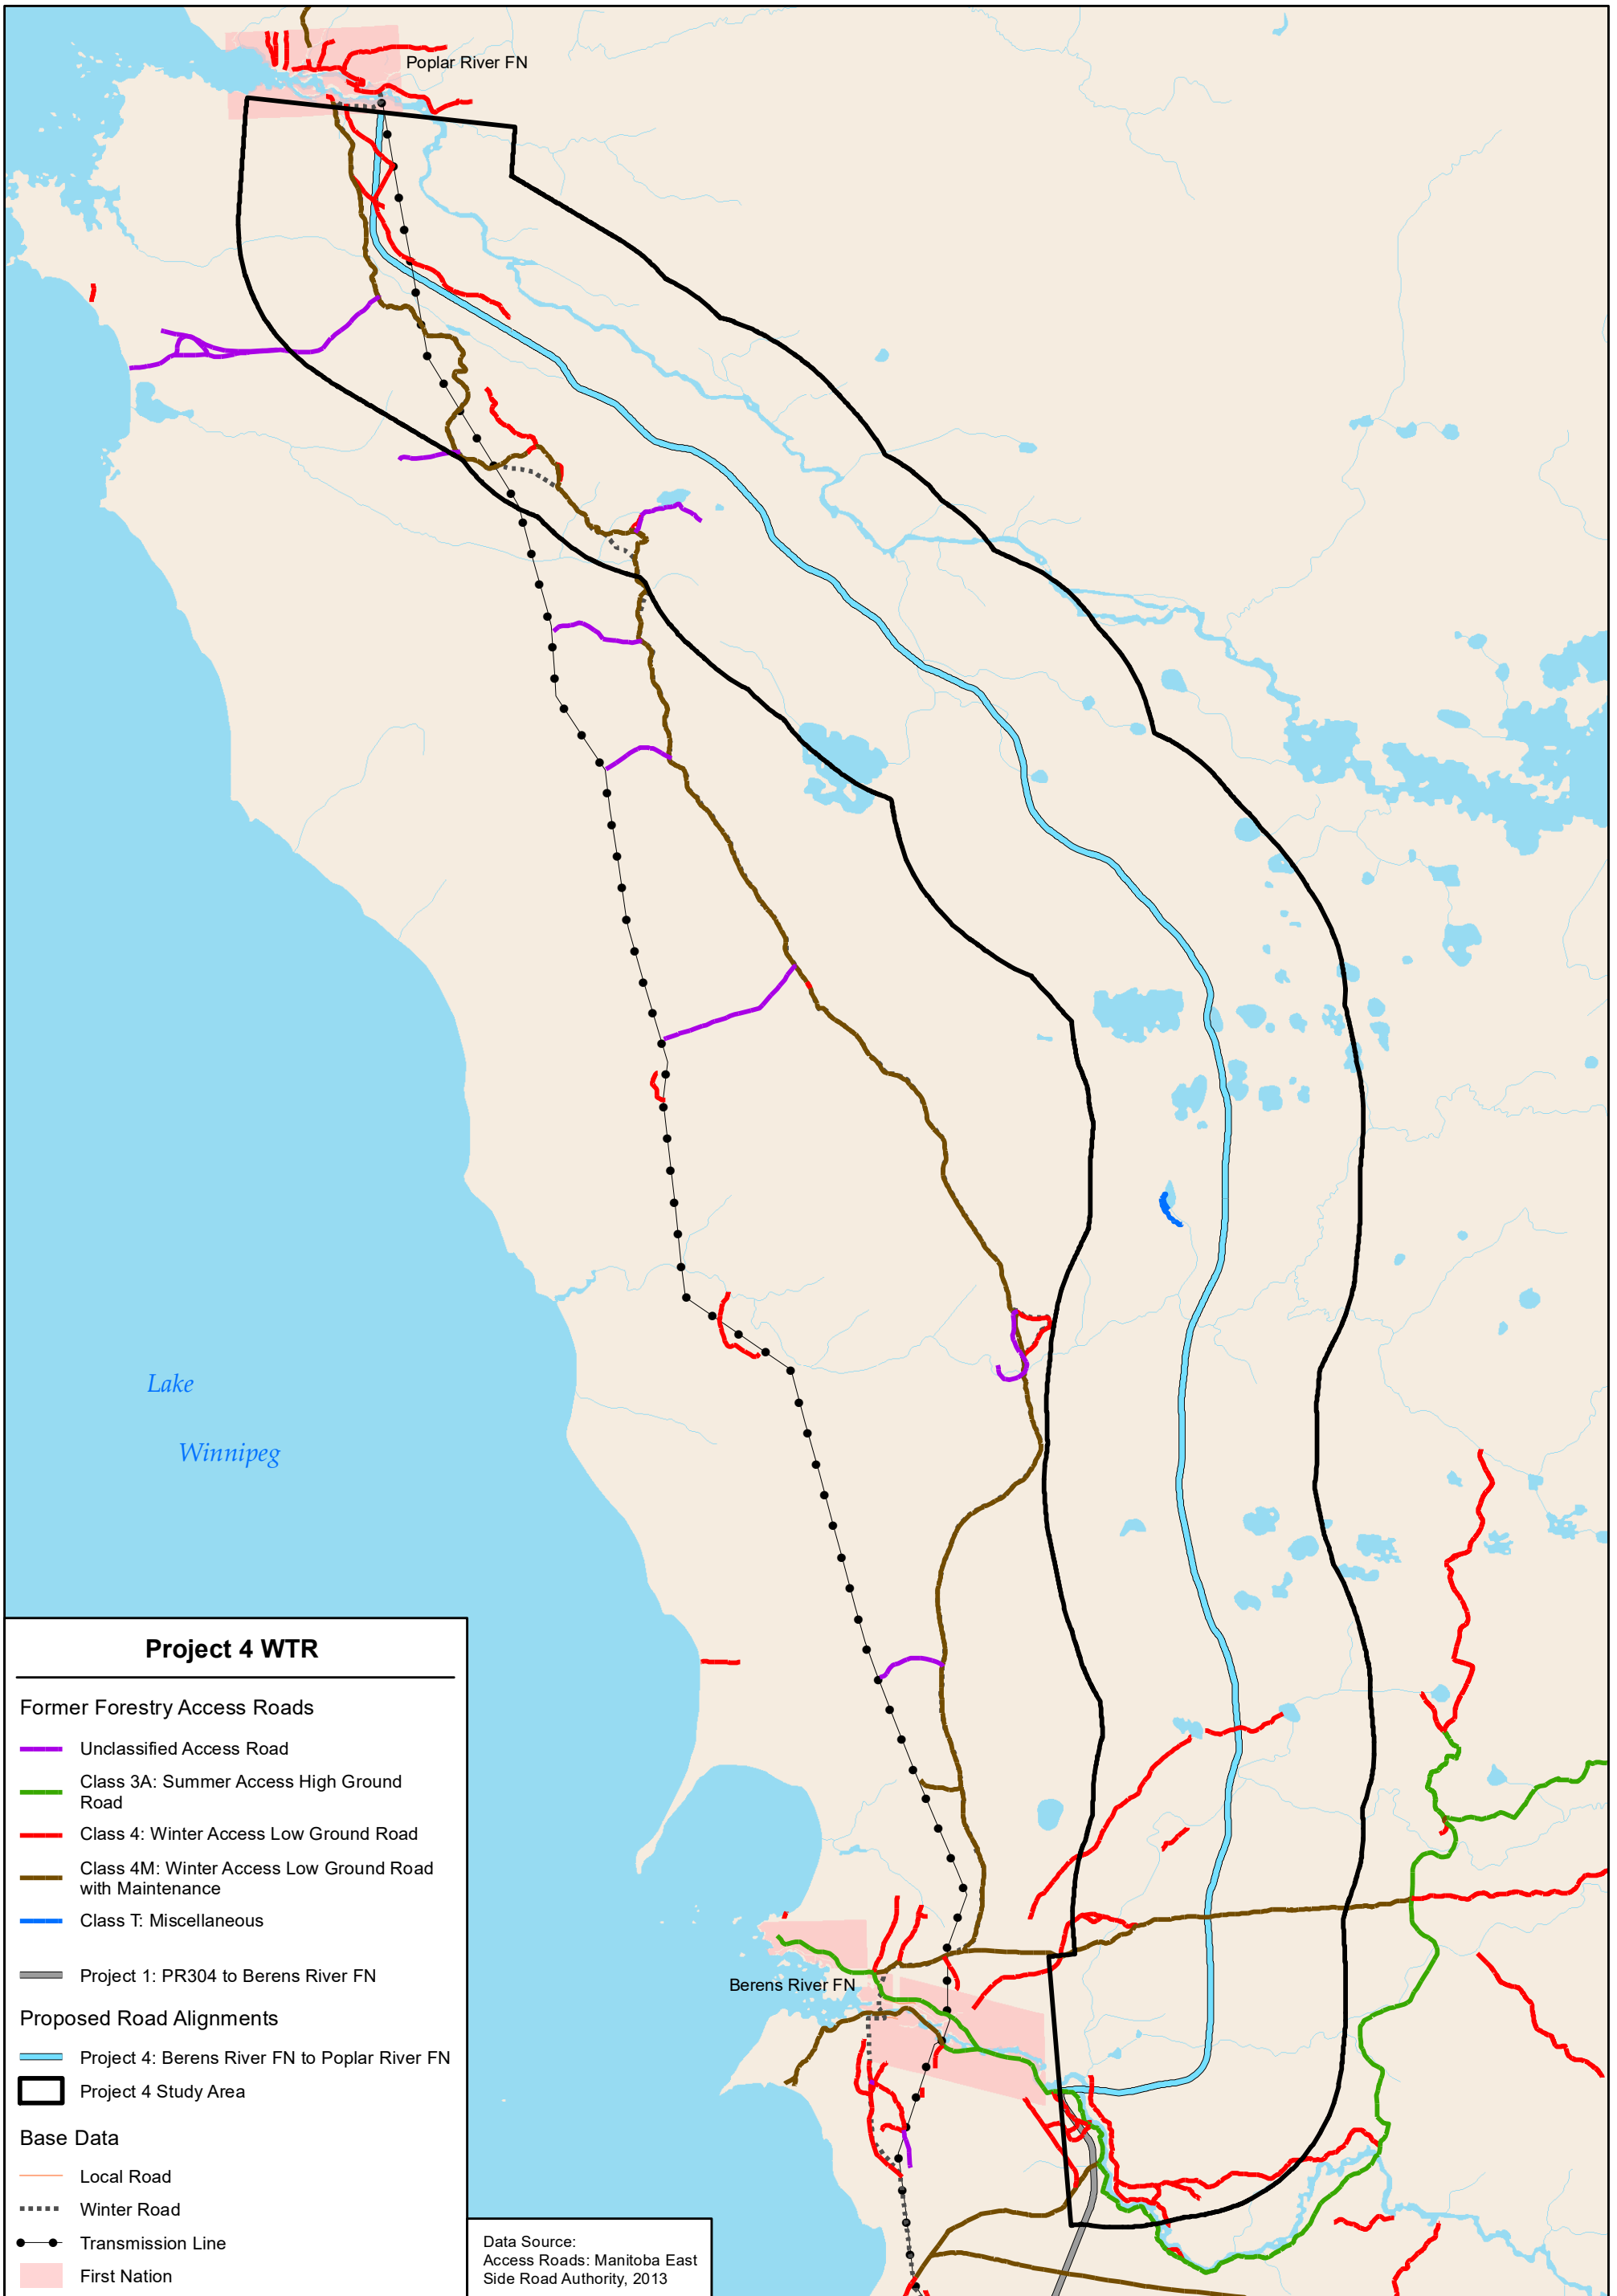 Poplar River FN
Lake
Winnipeg
Berens River FN
Project 4 WTR
Former Forestry Access Roads
Unclassified Access Road
Class 3A: Summer Access High Ground
Road
Class 4: Winter Access Low Ground Road
Class 4M: Winter Access Low Ground Road
with Maintenance
Class T: Miscellaneous
Project 1: PR304 to Berens River FN
Proposed Road Alignments
Project 4: Berens River FN to Poplar River FN
Project 4 Study Area
Base Data
Local Road
Winter Road
Transmission Line
First Nation
Data Source:
Access Roads: Manitoba East
Side Road Authority, 2013